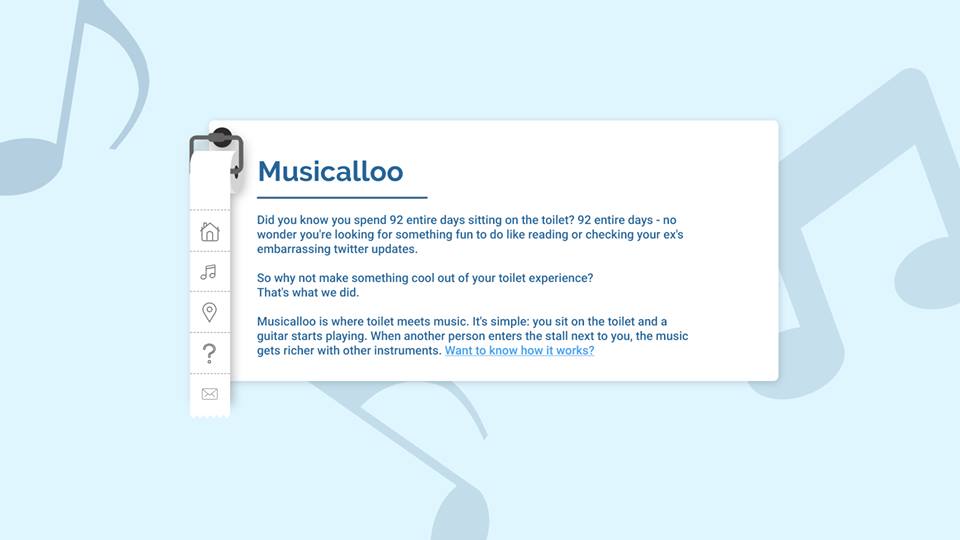 Musicalloo
Did you know you spend 92 entire days sitting on the toilet? 92 entire days - no
wonder you're looking for something fun to do like reading or checking your ex's
embarrassing twitter updates.
So why not make something cool out of your toilet experience?
That's what we did.
Musicalloo is where toilet meets music. It's simple: you sit on the toilet and a
guitar starts playing. When another person enters the stall next to you, the music
gets richer with other instruments. Want to know how it works?
?